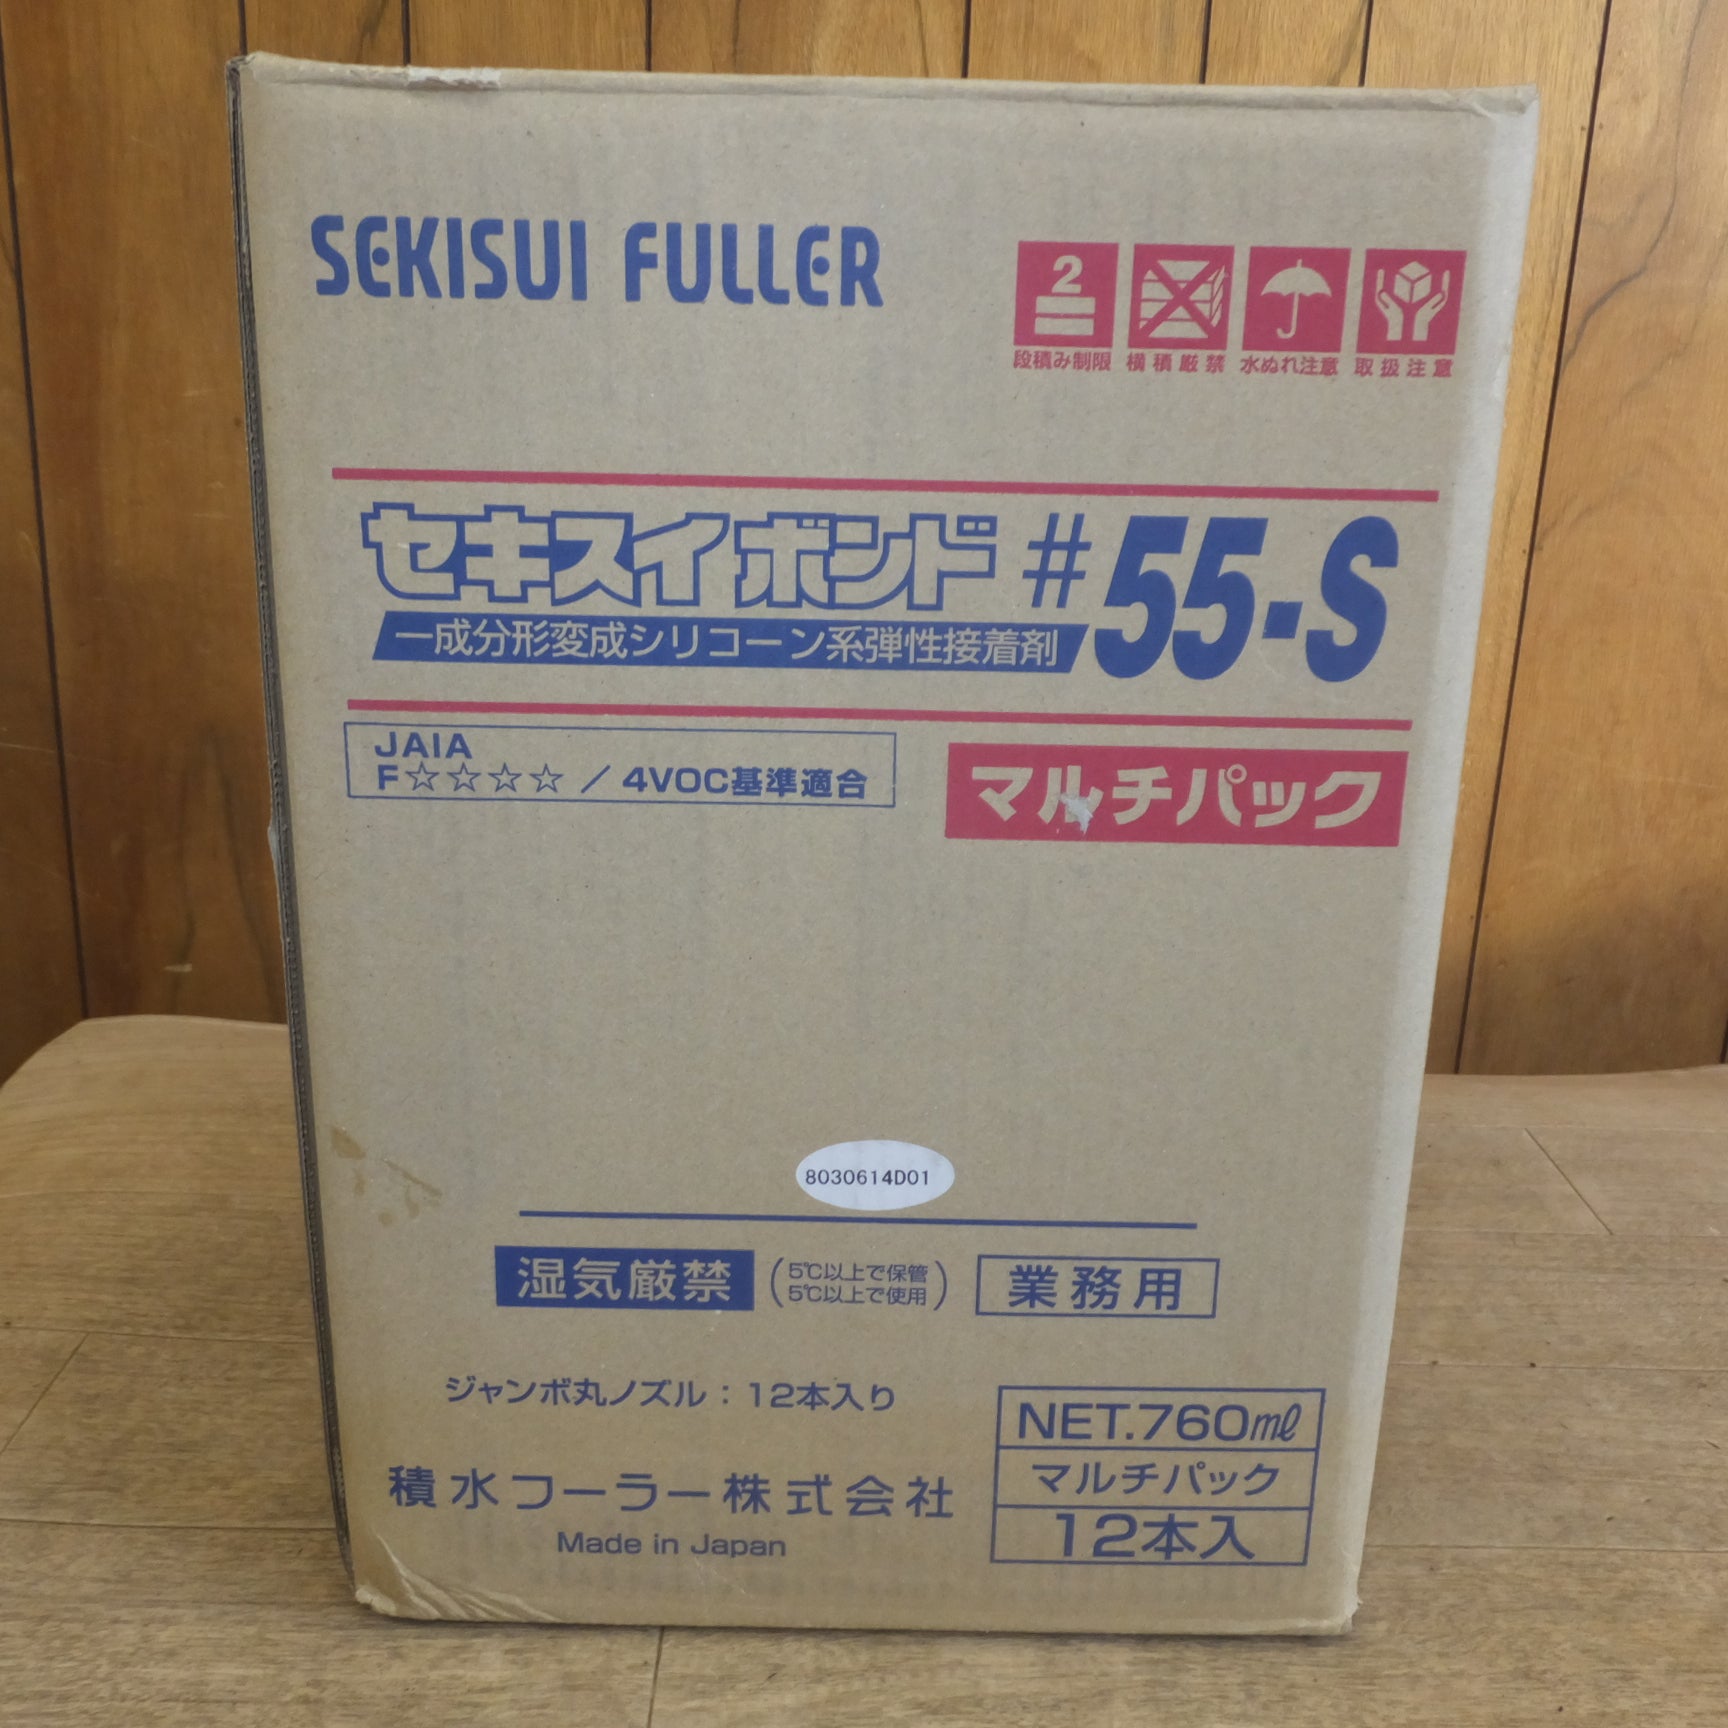 SEKISUI FULLER
2
段積み制限 横積厳禁 水ぬれ注意 取扱注意
セキスイボンド #55-S
一成分形変成シリコーン系弾性接着剤
JAIA
F☆☆☆☆ / 4VOC基準適合
マルチパック
8030614D01
湿気厳禁 (5℃以上で保管
5℃以上で使用) 業務用
ジャンボ丸ノズル：12本入り
NET.760mℓ
マルチパック
12本入
積水フーラー株式会社
Made in Japan